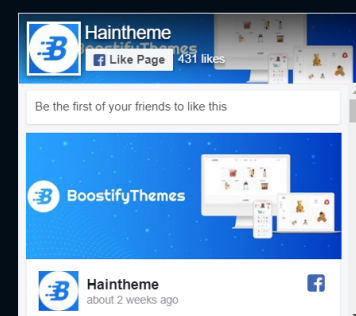 Haintheme
BoostifyThemes
Like Page
431 likes
Be the first of your friends to like this
BoostifyThemes
Haintheme
about 2 weeks ago